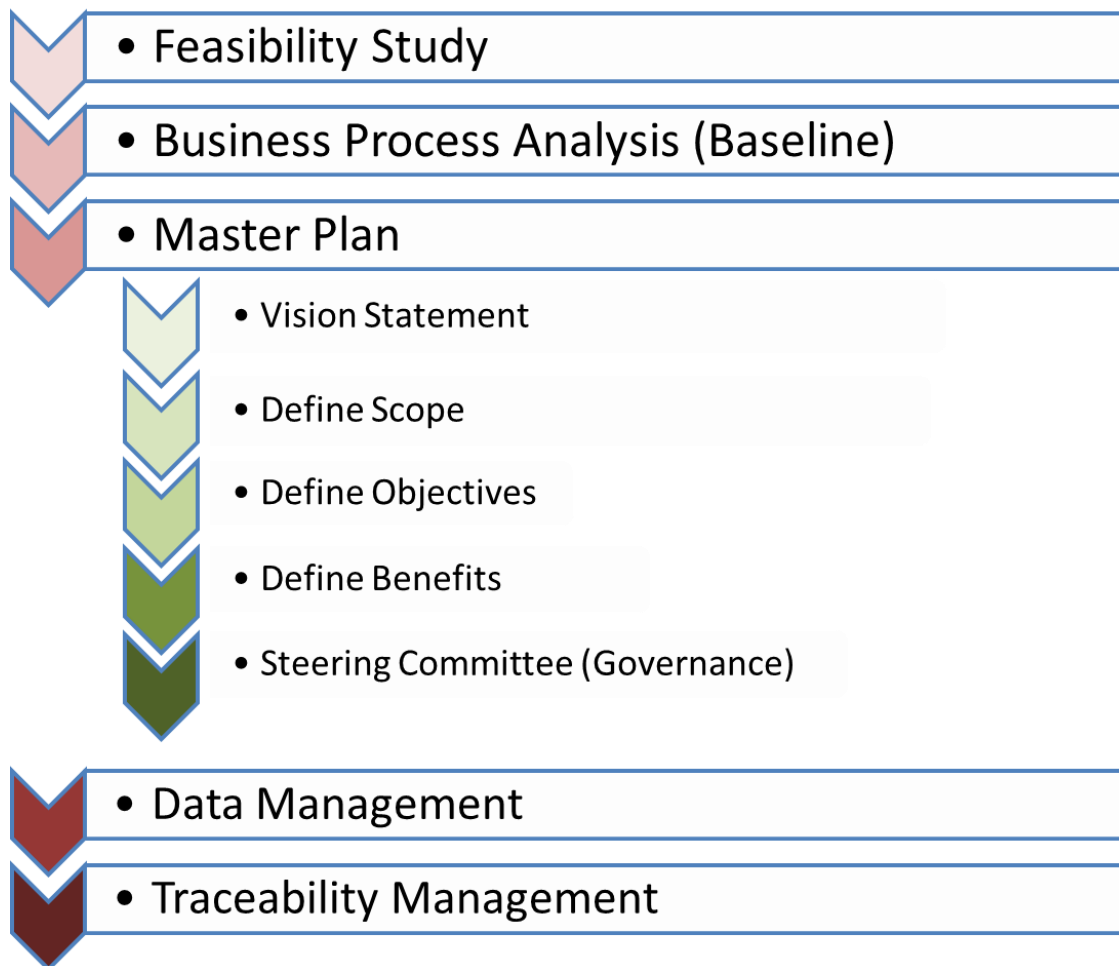 • Feasibility Study
• Business Process Analysis (Baseline)
• Master Plan
• Vision Statement
• Define Scope
• Define Objectives
• Define Benefits
• Steering Committee (Governance)
• Data Management
• Traceability Management